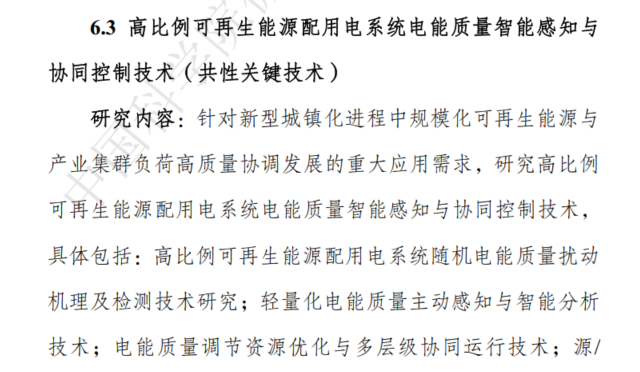 6.3 高比例可再生能源配用电系统电能质量智能感知与
协同控制技术（共性关键技术）
研究内容：针对新型城镇化进程中规模化可再生能源与
产业集群负荷高质量协调发展的重大应用需求，研究高比例
可再生能源配用电系统电能质量智能感知与协同控制技术，
具体包括：高比例可再生能源配用电系统随机电能质量扰动
机理及检测技术研究；轻量化电能质量主动感知与智能分析
技术；电能质量调节资源优化与多层级协同运行技术；源/
中国科学院